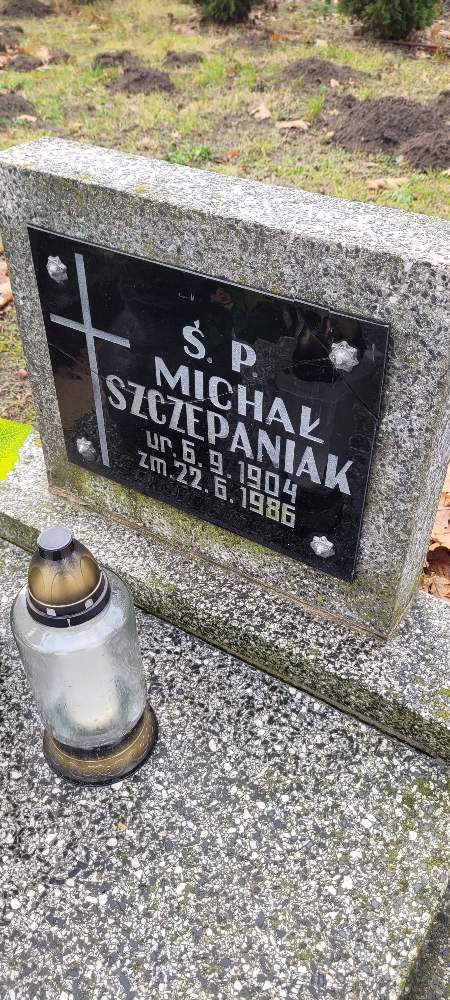 Ś. P.
MICHAŁ
SZCZEPANIAK
ur. 6. 9. 1904
zm. 22. 6. 1986